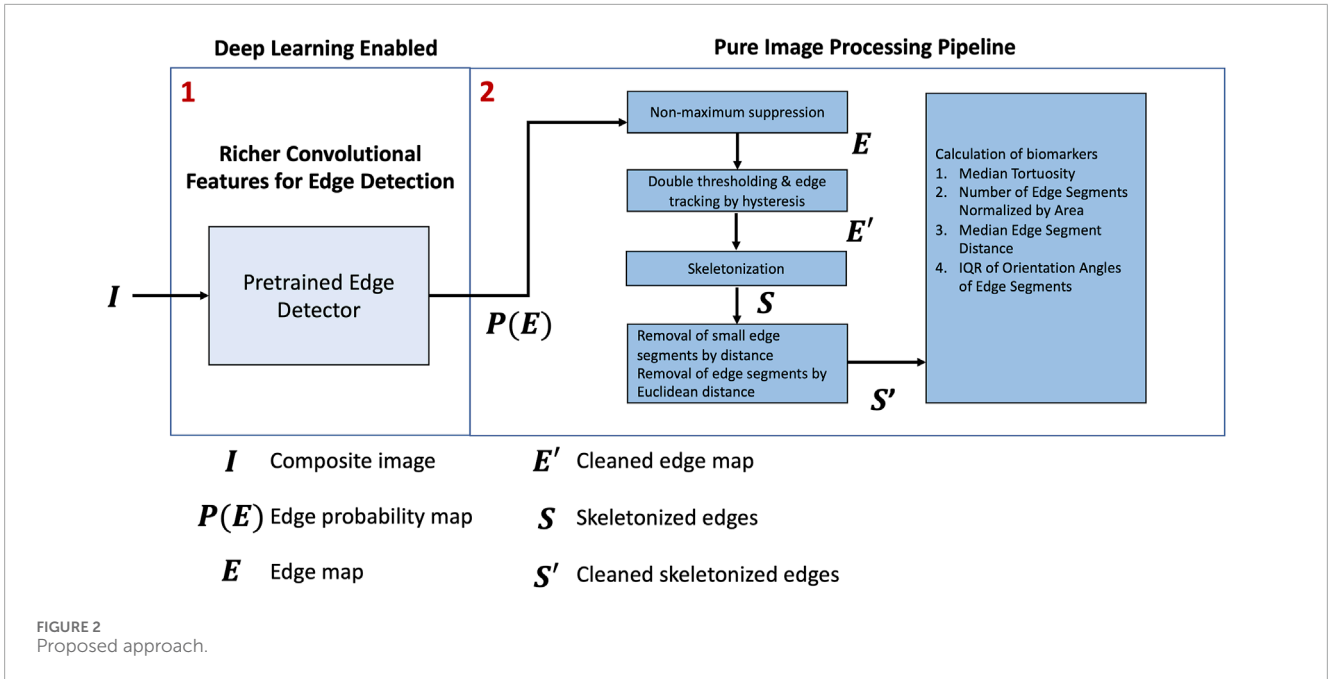 Deep Learning Enabled
Pure Image Processing Pipeline
1
Richer Convolutional
Features for Edge Detection
I
Pretrained Edge
Detector
P(E)
2
Non-maximum suppression
E
Double thresholding & edge
tracking by hysteresis
E'
Skeletonization
S
Removal of small edge
segments by distance
Removal of edge segments by
Euclidean distance
S'
Calculation of biomarkers
1. Median Tortuosity
2. Number of Edge Segments
Normalized by Area
3. Median Edge Segment
Distance
4. IQR of Orientation Angles
of Edge Segments
I Composite image
P(E) Edge probability map
E Edge map
E' Cleaned edge map
S Skeletonized edges
S' Cleaned skeletonized edges
FIGURE 2
Proposed approach.